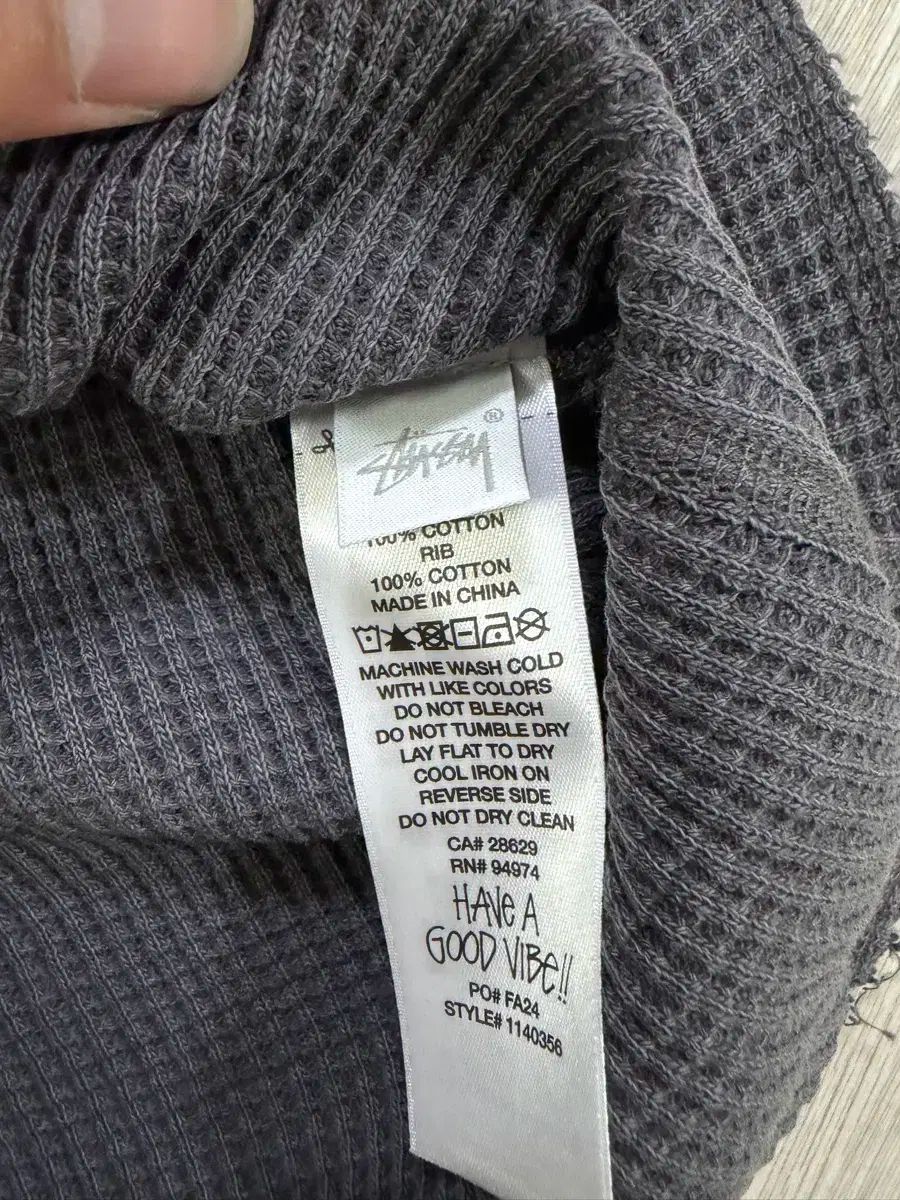 STÜSSY®
100% COTTON
RIB
100% COTTON
MADE IN CHINA
MACHINE WASH COLD
WITH LIKE COLORS
DO NOT BLEACH
DO NOT TUMBLE DRY
LAY FLAT TO DRY
COOL IRON ON
REVERSE SIDE
DO NOT DRY CLEAN
CA# 28629
RN# 94974
HAVE A
GOOD VIBE!!
PO# FA24
STYLE# 1140356